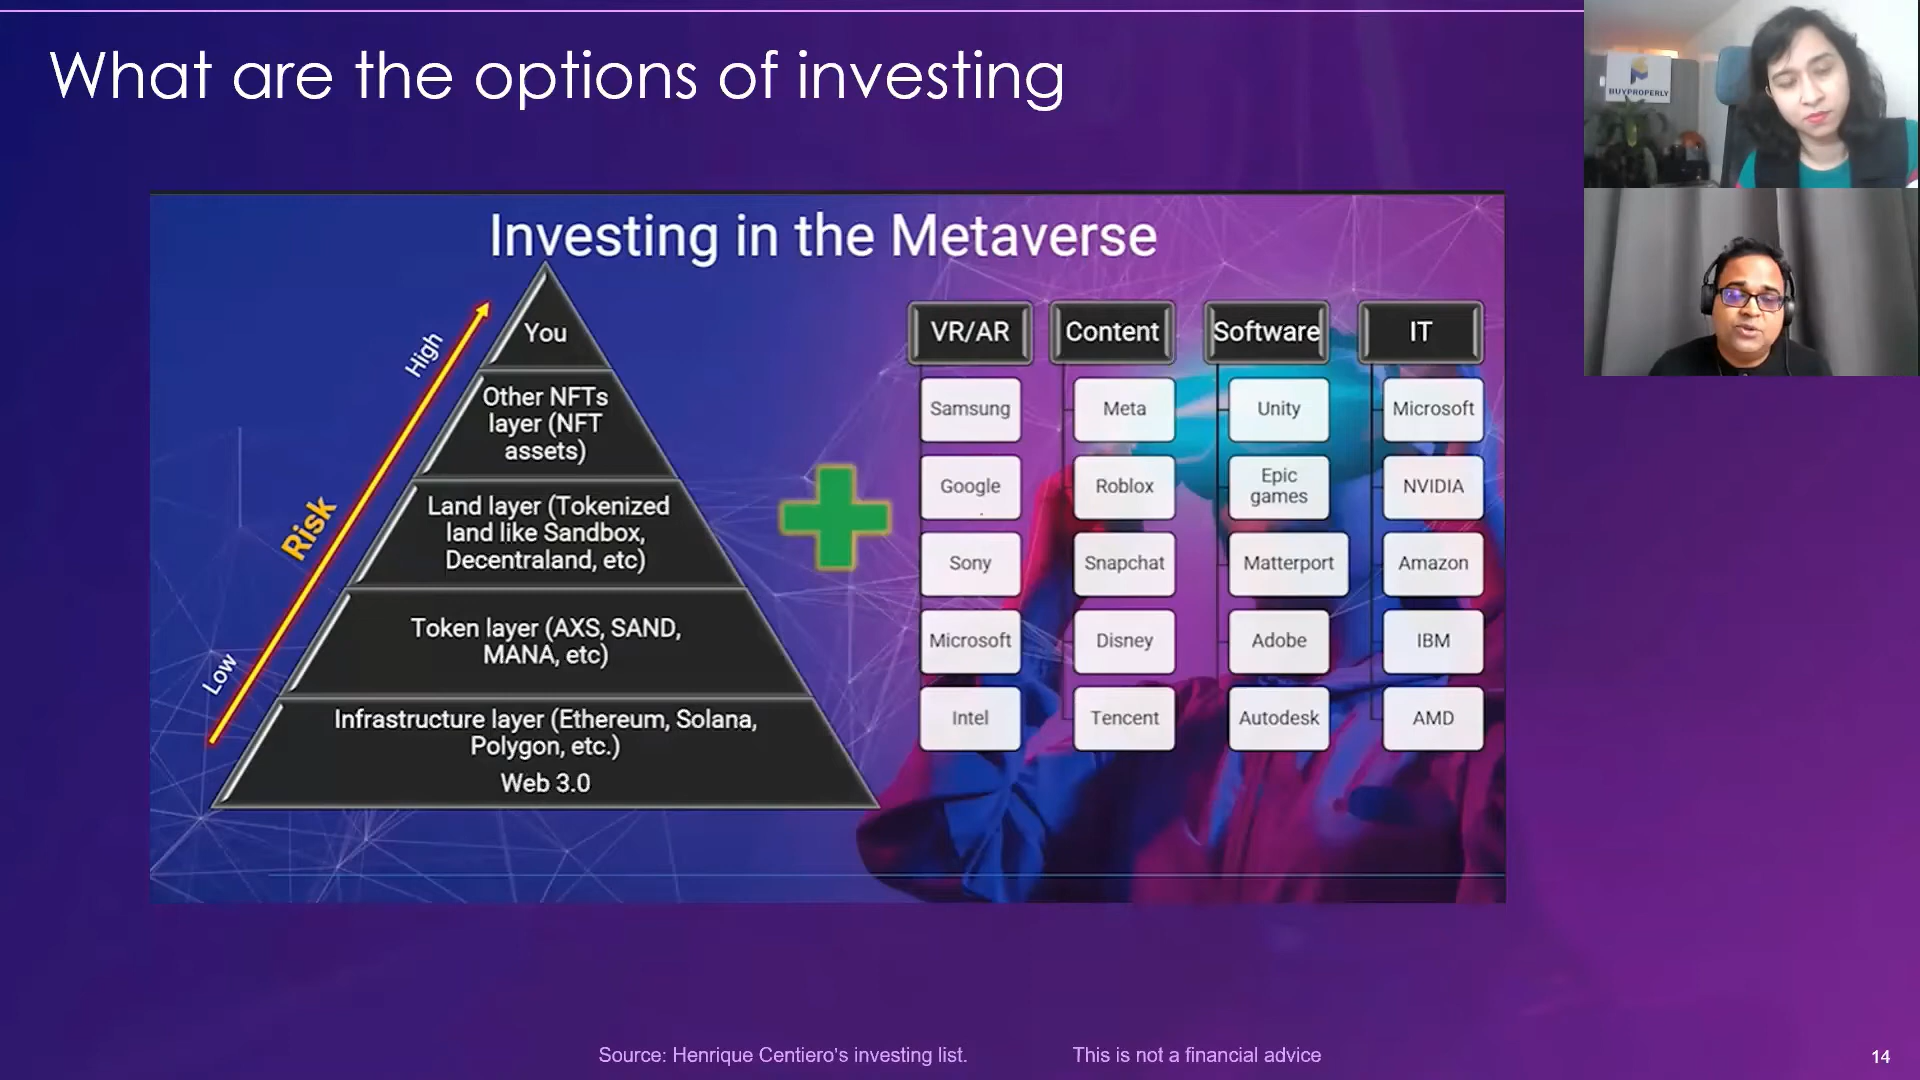 What are the options of investing
BUYPROPERLY
Investing in the Metaverse
High
Risk
Low
You
Other NFTs
layer (NFT
assets)
Land layer (Tokenized
land like Sandbox,
Decentraland, etc)
Token layer (AXS, SAND,
MANA, etc)
Infrastructure layer (Ethereum, Solana,
Polygon, etc.)
Web 3.0
VR/AR
Samsung
Google
Sony
Microsoft
Intel
Content
Meta
Roblox
Snapchat
Disney
Tencent
Software
Unity
Epic
games
Matterport
Adobe
Autodesk
IT
Microsoft
NVIDIA
Amazon
IBM
AMD
Source: Henrique Centiero's investing list.
This is not a financial advice
14